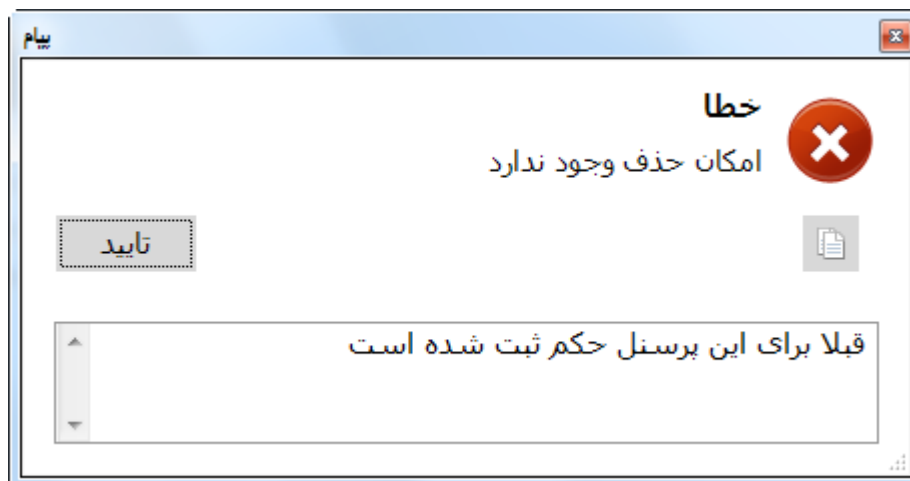 پیام
خطا
امکان حذف وجود ندارد
تایید
قبلا برای این پرسنل حکم ثبت شده است